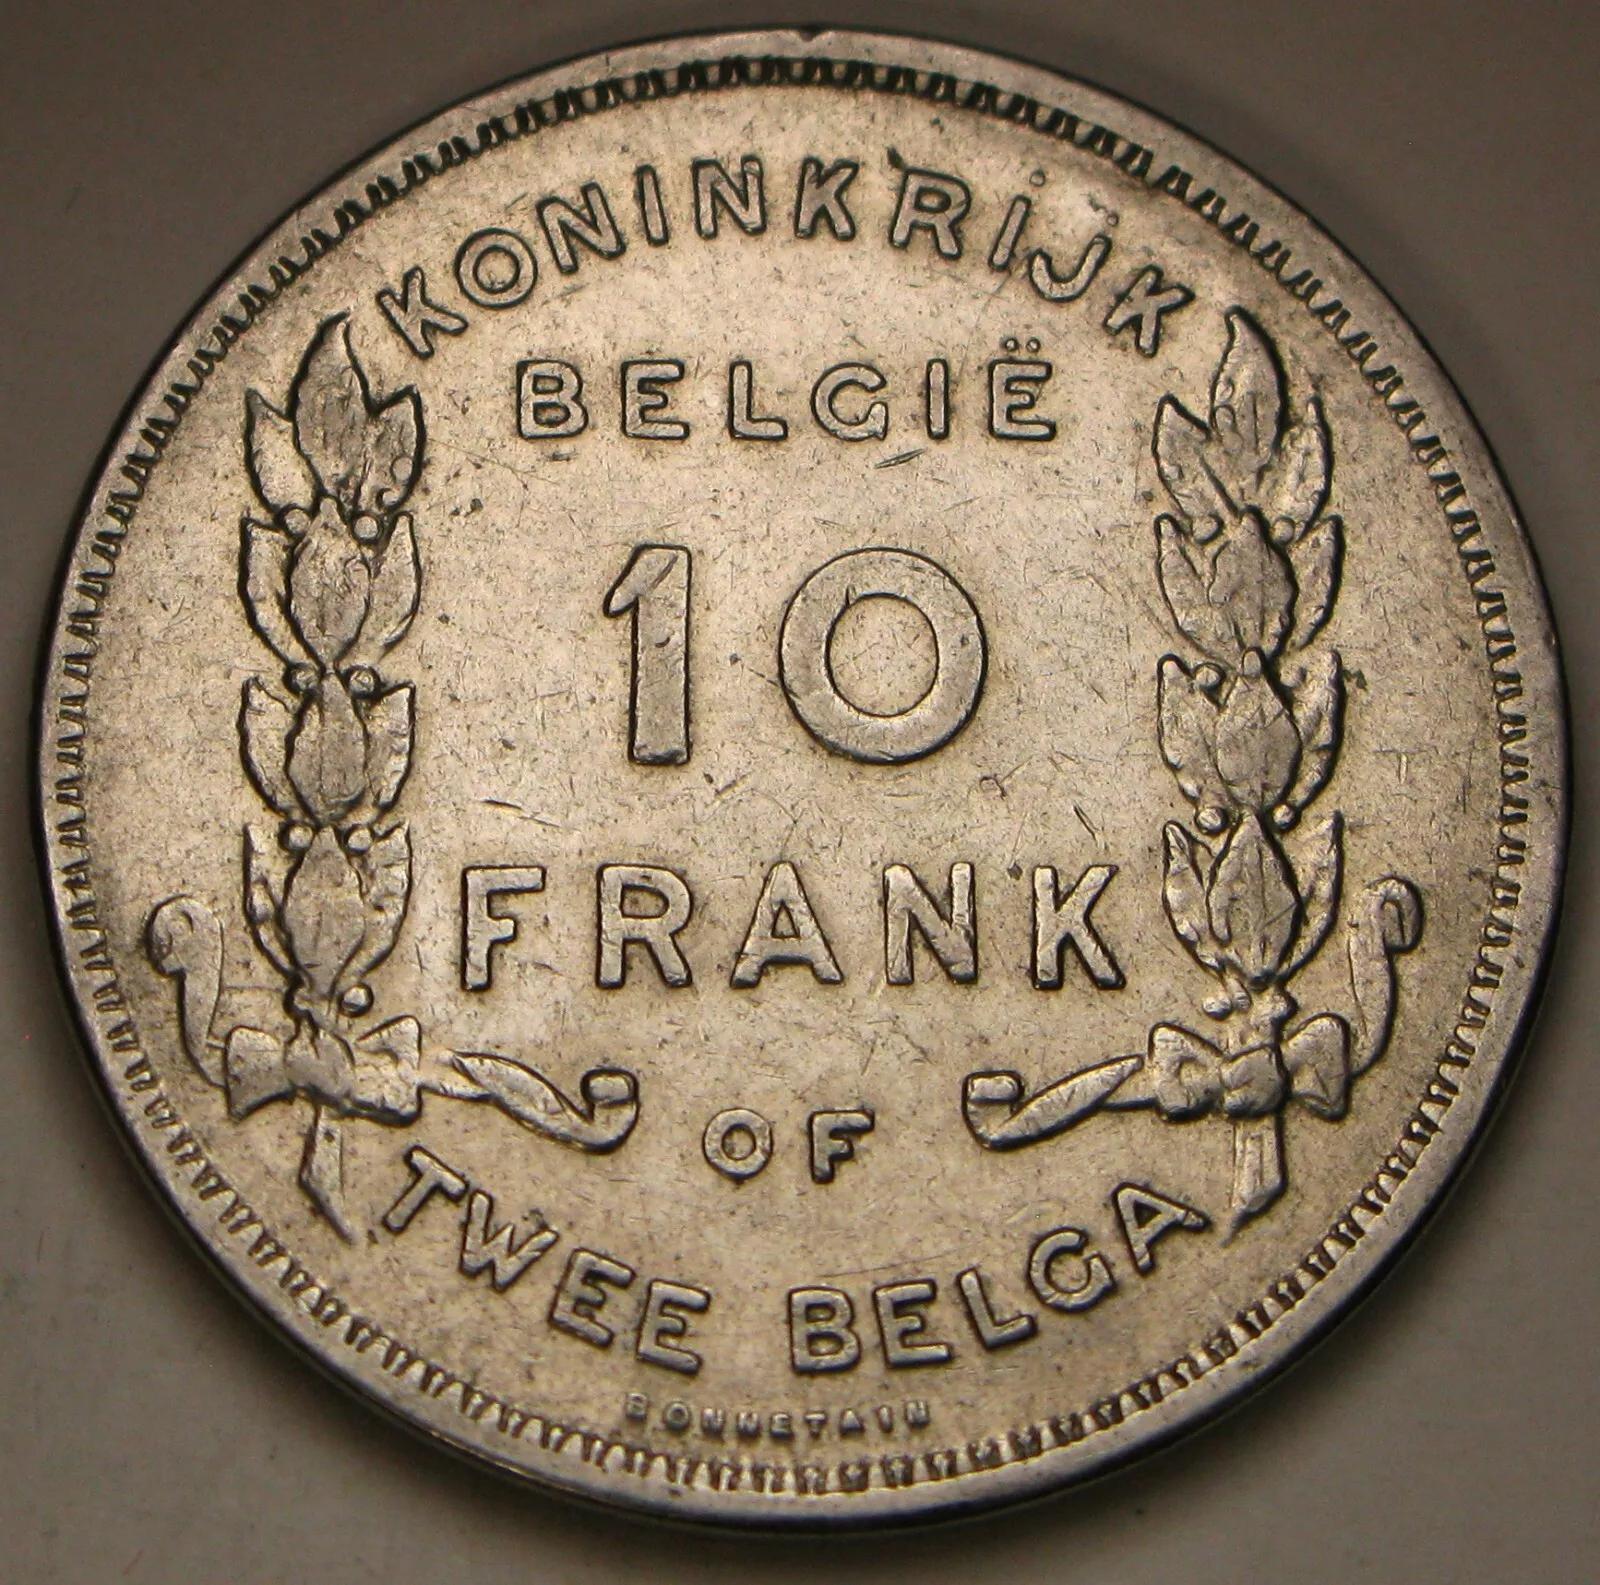 KONINKRIJK
BELGIË
10
FRANK
OF
TWEE BELGA
BONNETAIN